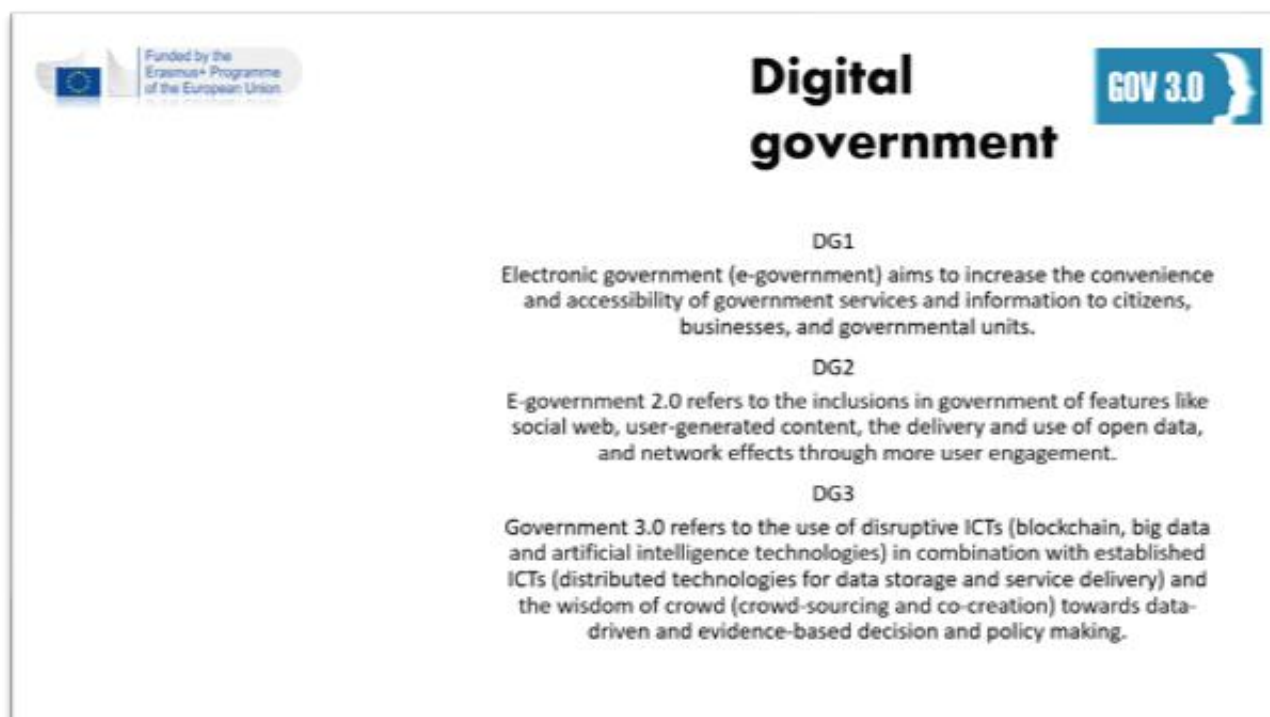 Funded by the
Erasmus+ Programme
of the European Union
Digital
government
GOV 3.0
DG1
Electronic government (e-government) aims to increase the convenience
and accessibility of government services and information to citizens,
businesses, and governmental units.
DG2
E-government 2.0 refers to the inclusions in government of features like
social web, user-generated content, the delivery and use of open data,
and network effects through more user engagement.
DG3
Government 3.0 refers to the use of disruptive ICTs (blockchain, big data
and artificial intelligence technologies) in combination with established
ICTs (distributed technologies for data storage and service delivery) and
the wisdom of crowd (crowd-sourcing and co-creation) towards data-
driven and evidence-based decision and policy making.